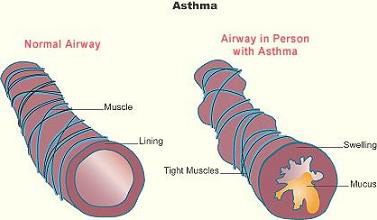 Asthma
Normal Airway
Airway in Person
with Asthma
Muscle
Lining
Tight Muscles
Swelling
Mucus